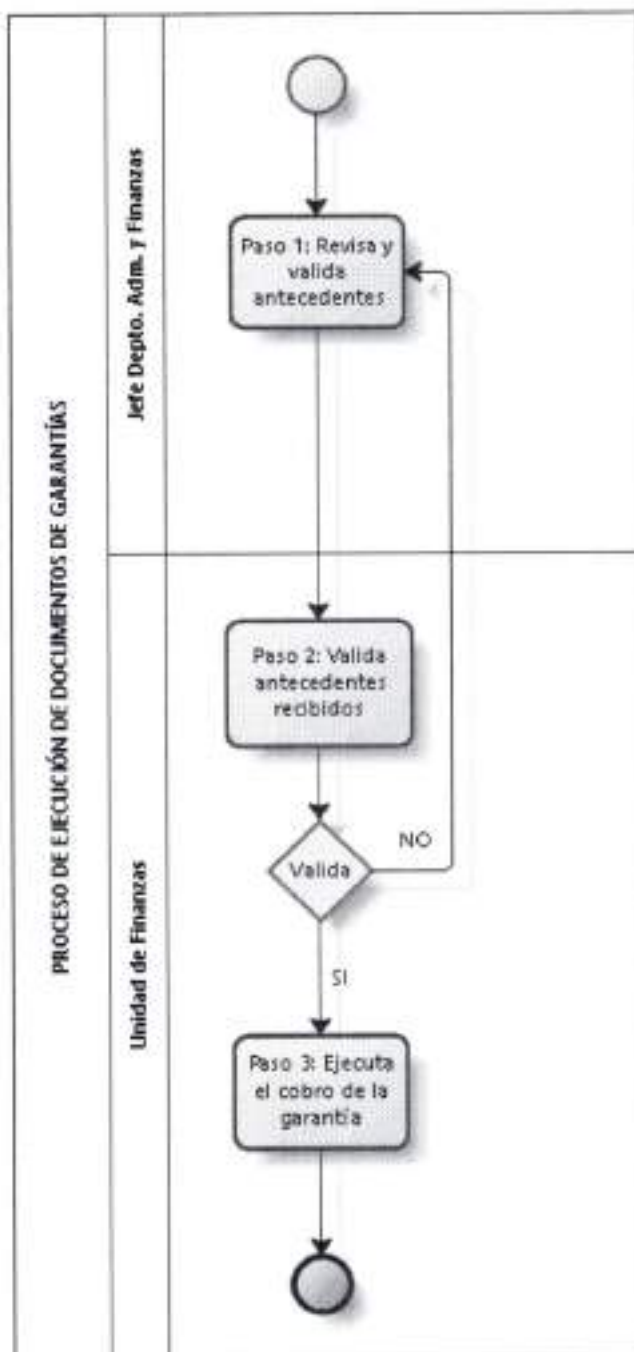 PROCESO DE EJECUCIÓN DE DOCUMENTOS DE GARANTÍAS
Jefe Depto. Adm. y Finanzas
Paso 1: Revisa y
valida
antecedentes
Unidad de Finanzas
Paso 2: Valida
antecedentes
recibidos
Valida
NO
SI
Paso 3: Ejecuta
el cobro de la
garantía